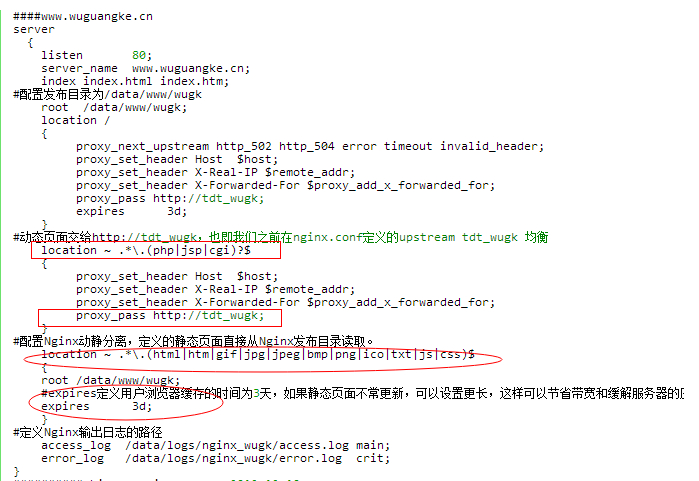 ####www.wuguangke.cn
server
{
listen 80;
server_name www.wuguangke.cn;
index index.html index.htm;
#配置发布目录为/data/www/wugk
root /data/www/wugk;
location /
{
proxy_next_upstream http_502 http_504 error timeout invalid_header;
proxy_set_header Host $host;
proxy_set_header X-Real-IP $remote_addr;
proxy_set_header X-Forwarded-For $proxy_add_x_forwarded_for;
proxy_pass http://tdt_wugk;
expires 3d;
}
#动态页面交给http://tdt_wugk，也即我们之前在nginx.conf定义的upstream tdt_wugk 均衡
location ~ .*\.(php|jsp|cgi)?$
{
proxy_set_header Host $host;
proxy_set_header X-Real-IP $remote_addr;
proxy_set_header X-Forwarded-For $proxy_add_x_forwarded_for;
proxy_pass http://tdt_wugk;
}
#配置Nginx动静分离，定义的静态页面直接从Nginx发布目录读取。
location ~ .*\.(html|htm|gif|jpg|jpeg|bmp|png|ico|txt|js|css)$
{
root /data/www/wugk;
#expires定义用户浏览器缓存的时间为3天，如果静态页面不常更新，可以设置更长，这样可以节省带宽和缓解服务器的
expires 3d;
}
#定义Nginx输出日志的路径
access_log /data/logs/nginx_wugk/access.log main;
error_log /data/logs/nginx_wugk/error.log crit;
}